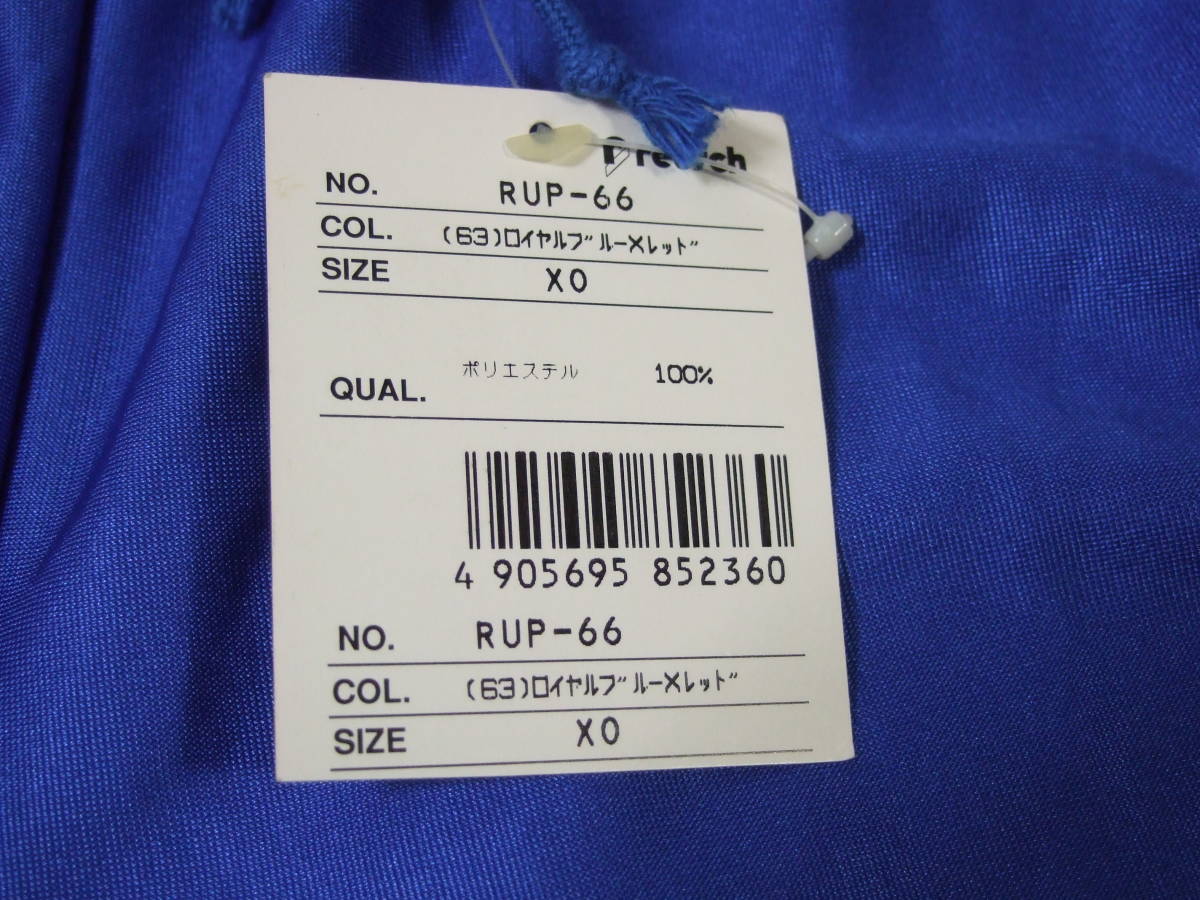 NO. RUP-66
COL. (63)ロイヤルブルー×レッド
SIZE XO
QUAL. ポリエステル 100%
4 905695 852360
NO. RUP-66
COL. (63)ロイヤルブルー×レッド
SIZE XO